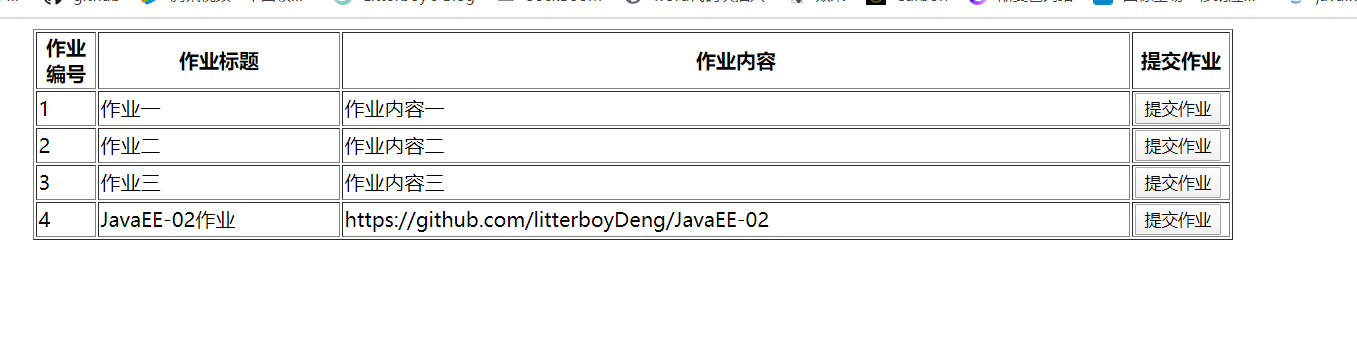 github
作业编号 作业标题 作业内容 提交作业
1 作业一 作业内容一 提交作业
2 作业二 作业内容二 提交作业
3 作业三 作业内容三 提交作业
4 JavaEE-02作业 https://github.com/litterboyDeng/JavaEE-02 提交作业